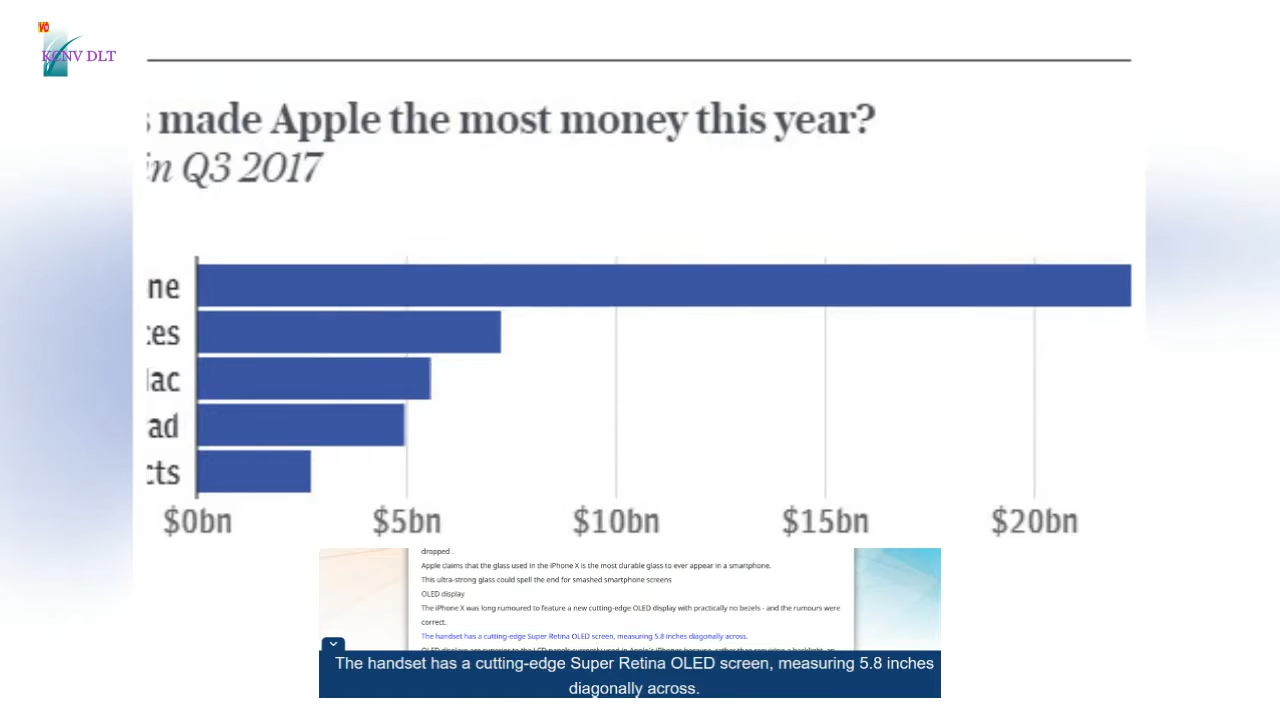 VO
KCNV DLT
made Apple the most money this year?
in Q3 2017
$0bn $5bn $10bn $15bn $20bn
dropped .
Apple claims that the glass used in the iPhone X is the most durable glass to ever appear in a smartphone.
This ultra-strong glass could spell the end for smashed smartphone screens
OLED display
The iPhone X was long rumoured to feature a new cutting-edge OLED display with practically no bezels - and the rumours were
correct.
The handset has a cutting-edge Super Retina OLED screen, measuring 5.8 inches diagonally across.
The handset has a cutting-edge Super Retina OLED screen, measuring 5.8 inches
diagonally across.